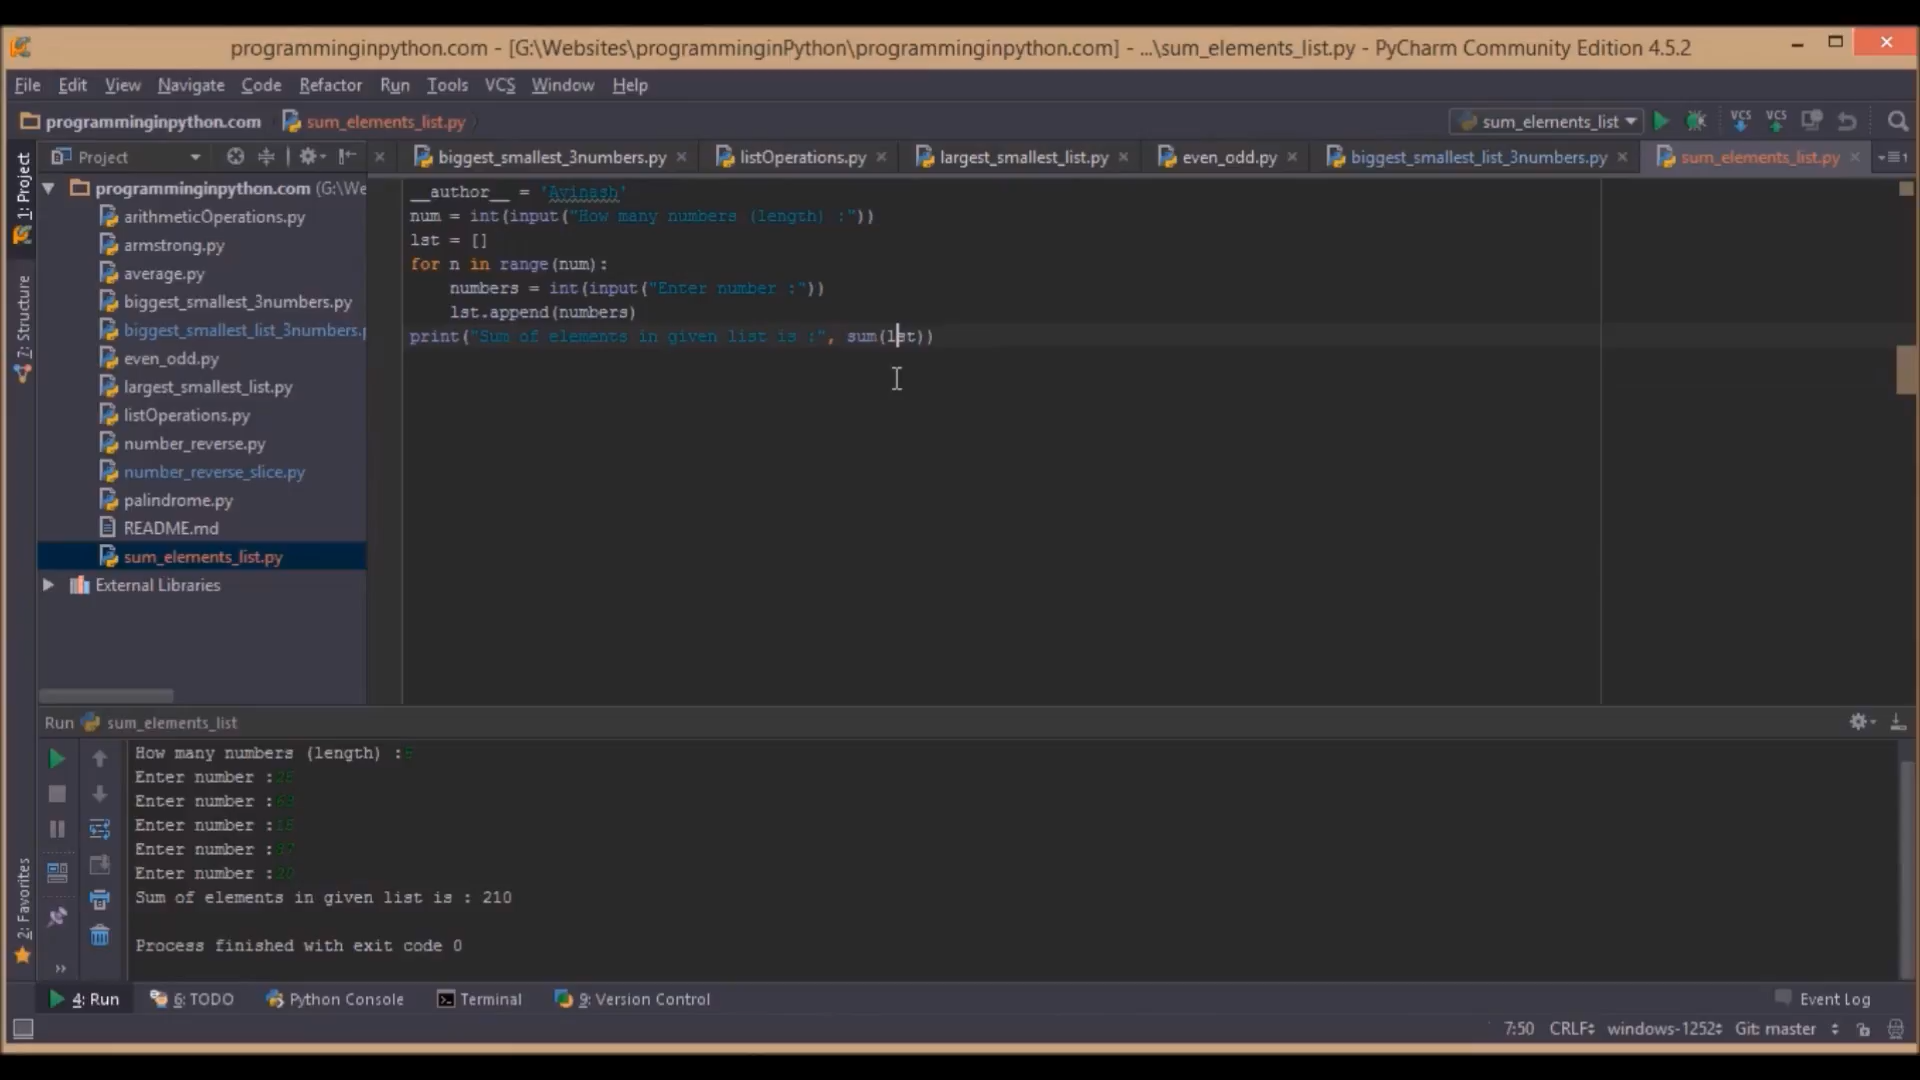 programminginpython.com - [G:\Websites\programminginPython\programminginpython.com] - ...\sum_elements_list.py - PyCharm Community Edition 4.5.2
File Edit View Navigate Code Refactor Run Tools VCS Window Help
programminginpython.com sum_elements_list.py sum_elements_list VCS VCS
1: Project
7: Structure
2: Favorites
Project
biggest_smallest_3numbers.py listOperations.py largest_smallest_list.py even_odd.py biggest_smallest_list_3numbers.py sum_elements_list.py
programminginpython.com (G:\We
arithmeticOperations.py
armstrong.py
average.py
biggest_smallest_3numbers.py
biggest_smallest_list_3numbers.
even_odd.py
largest_smallest_list.py
listOperations.py
number_reverse.py
number_reverse_slice.py
palindrome.py
README.md
sum_elements_list.py
External Libraries
__author__ = 'Avinash'
num = int(input("How many numbers (length) :"))
lst = []
for n in range(num):
numbers = int(input("Enter number :"))
lst.append(numbers)
print("Sum of elements in given list is :", sum(lst))
Run sum_elements_list
How many numbers (length) :
Enter number :
Enter number :
Enter number :
Enter number :
Enter number :
Sum of elements in given list is : 210
Process finished with exit code 0
4: Run 6: TODO Python Console Terminal 9: Version Control Event Log
7:50 CRLF windows-1252 Git: master